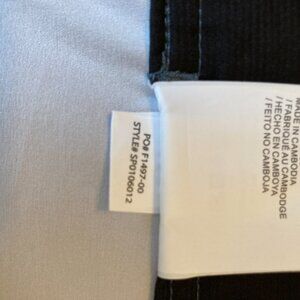 PO# F1497-00
STYLE# SP0106012
MADE IN CAMBODIA
/ FABRIQUÉ AU CAMBODGE
/ HECHO EN CAMBOYA
/ FEITO NO CAMBOJA